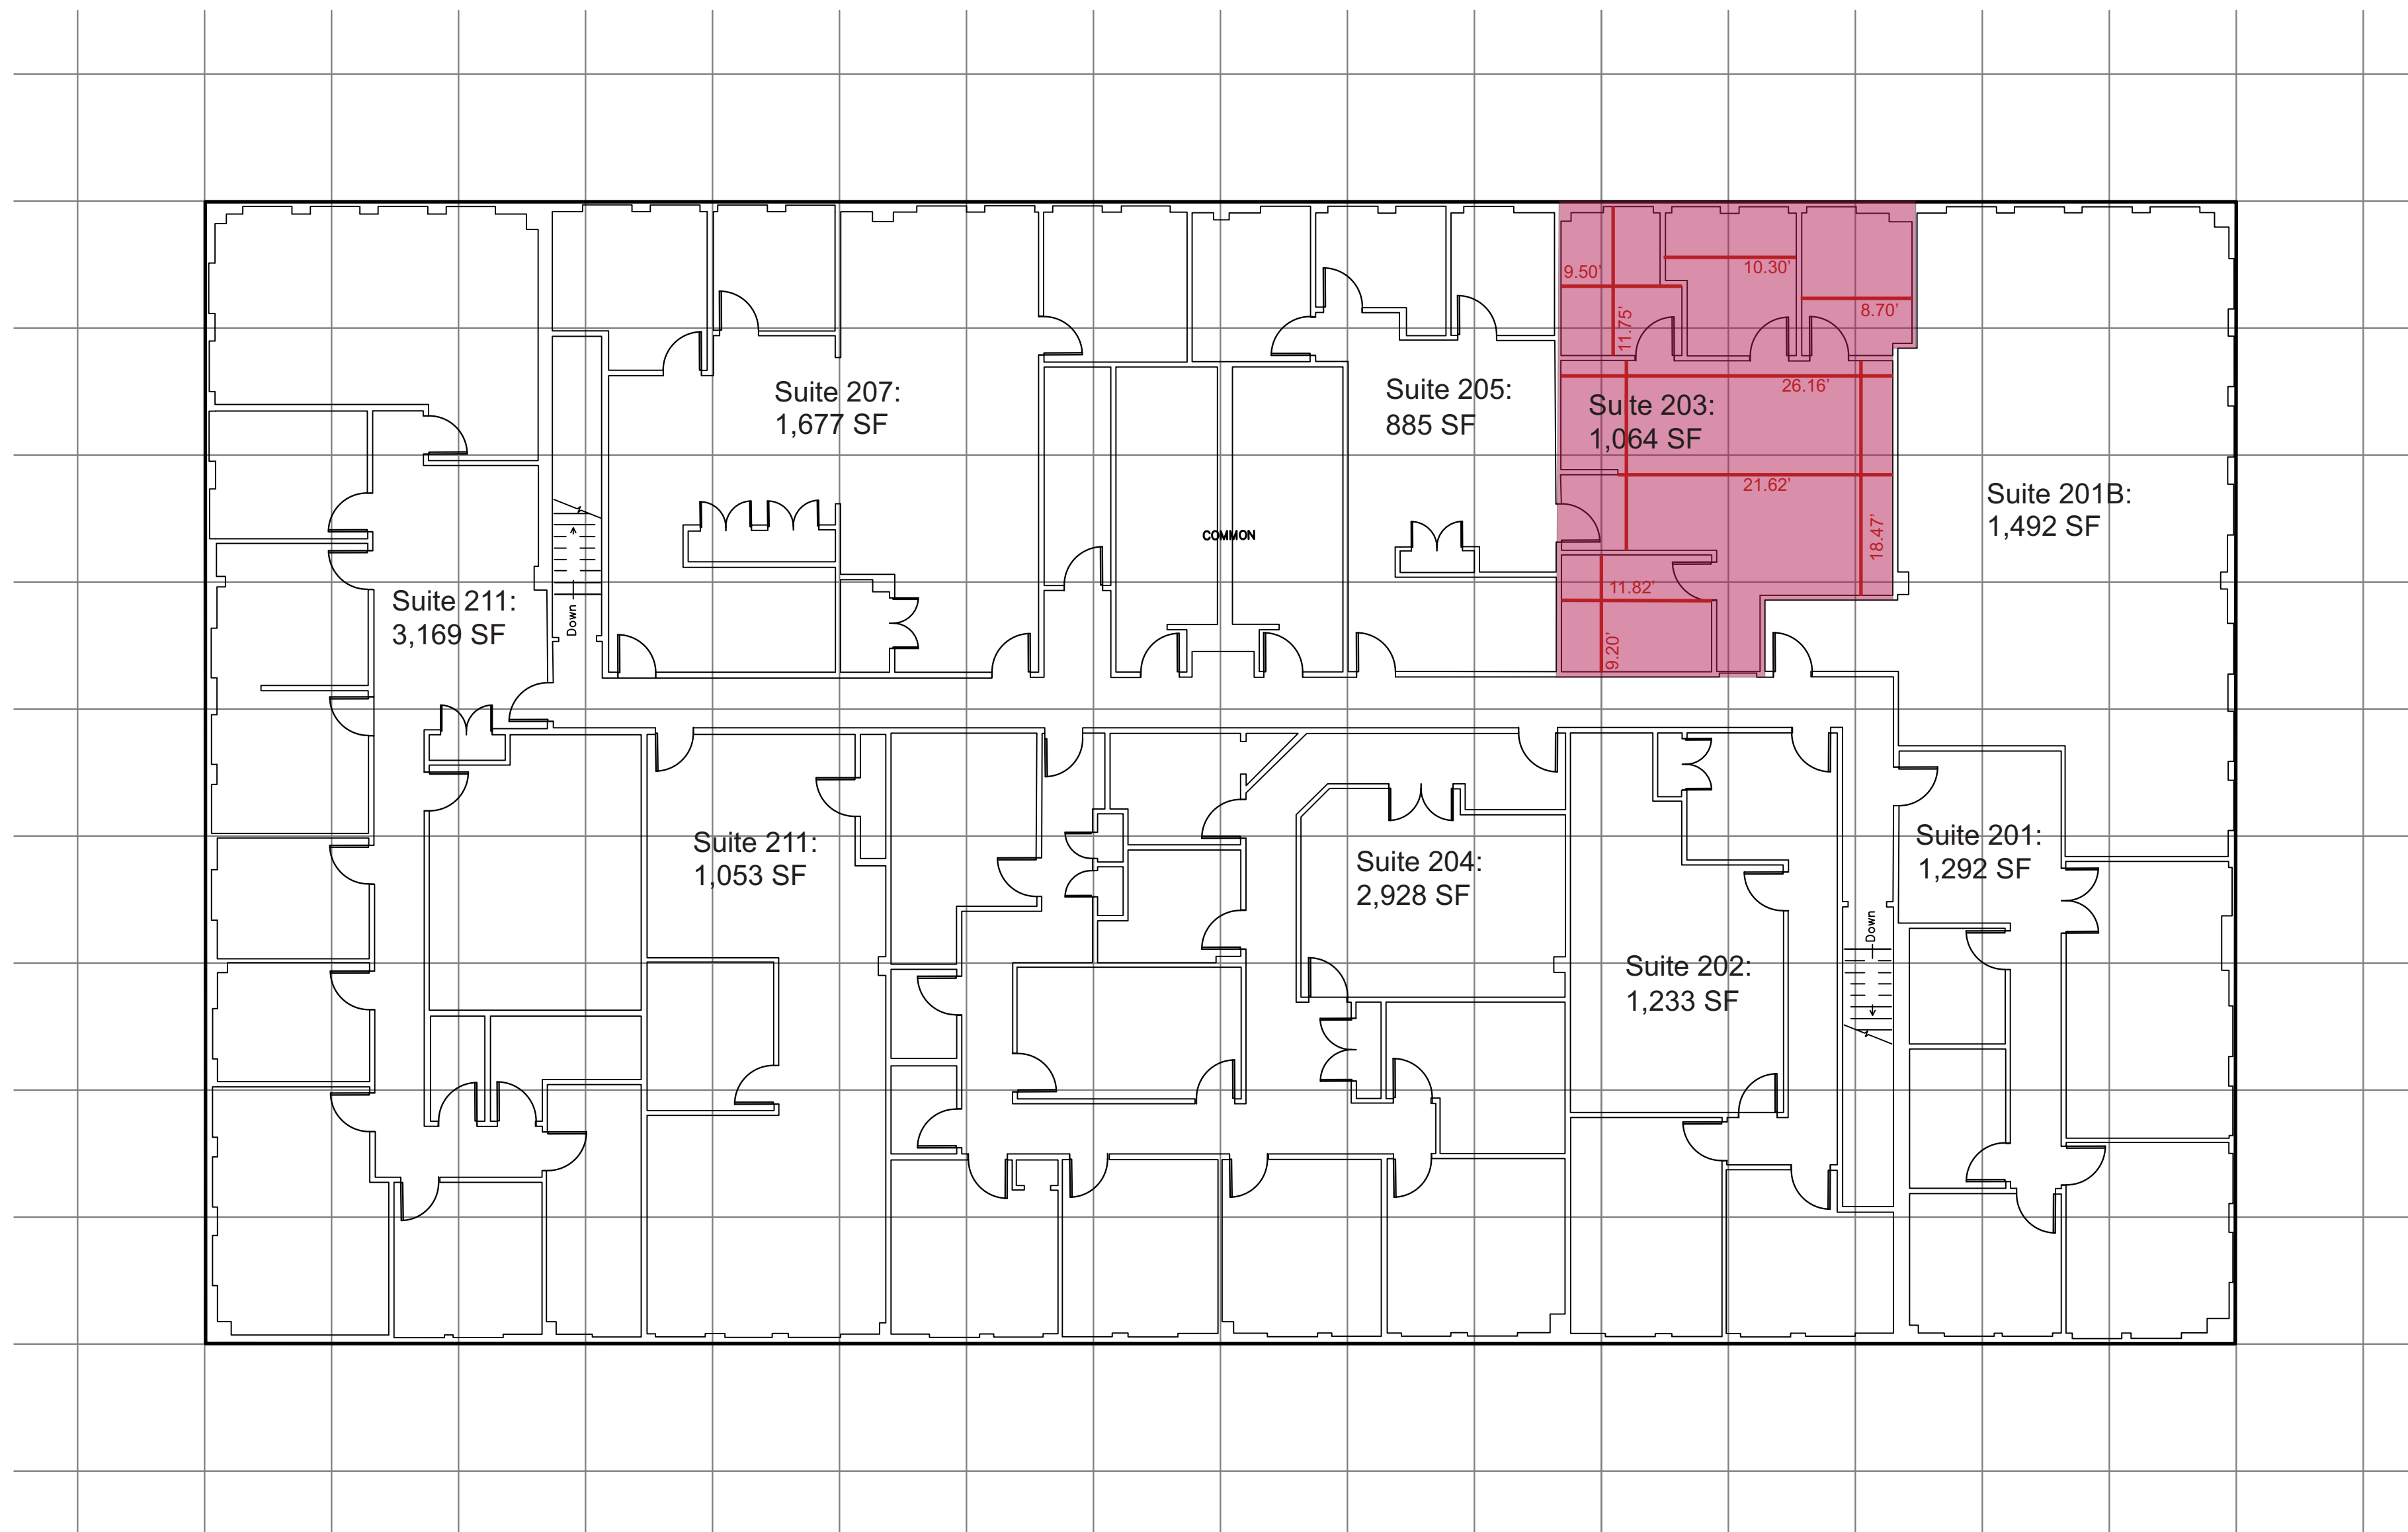 9.50'
10.30'
8.70'
11.75'
26.16'
Suite 207:
1,677 SF
Suite 205:
885 SF
Suite 203:
1,064 SF
21.62'
Suite 201B:
1,492 SF
18.47'
COMMON
Suite 211:
3,169 SF
Down
11.82'
9.20'
Suite 211:
1,053 SF
Suite 204:
2,928 SF
Suite 201:
1,292 SF
Down
Suite 202:
1,233 SF